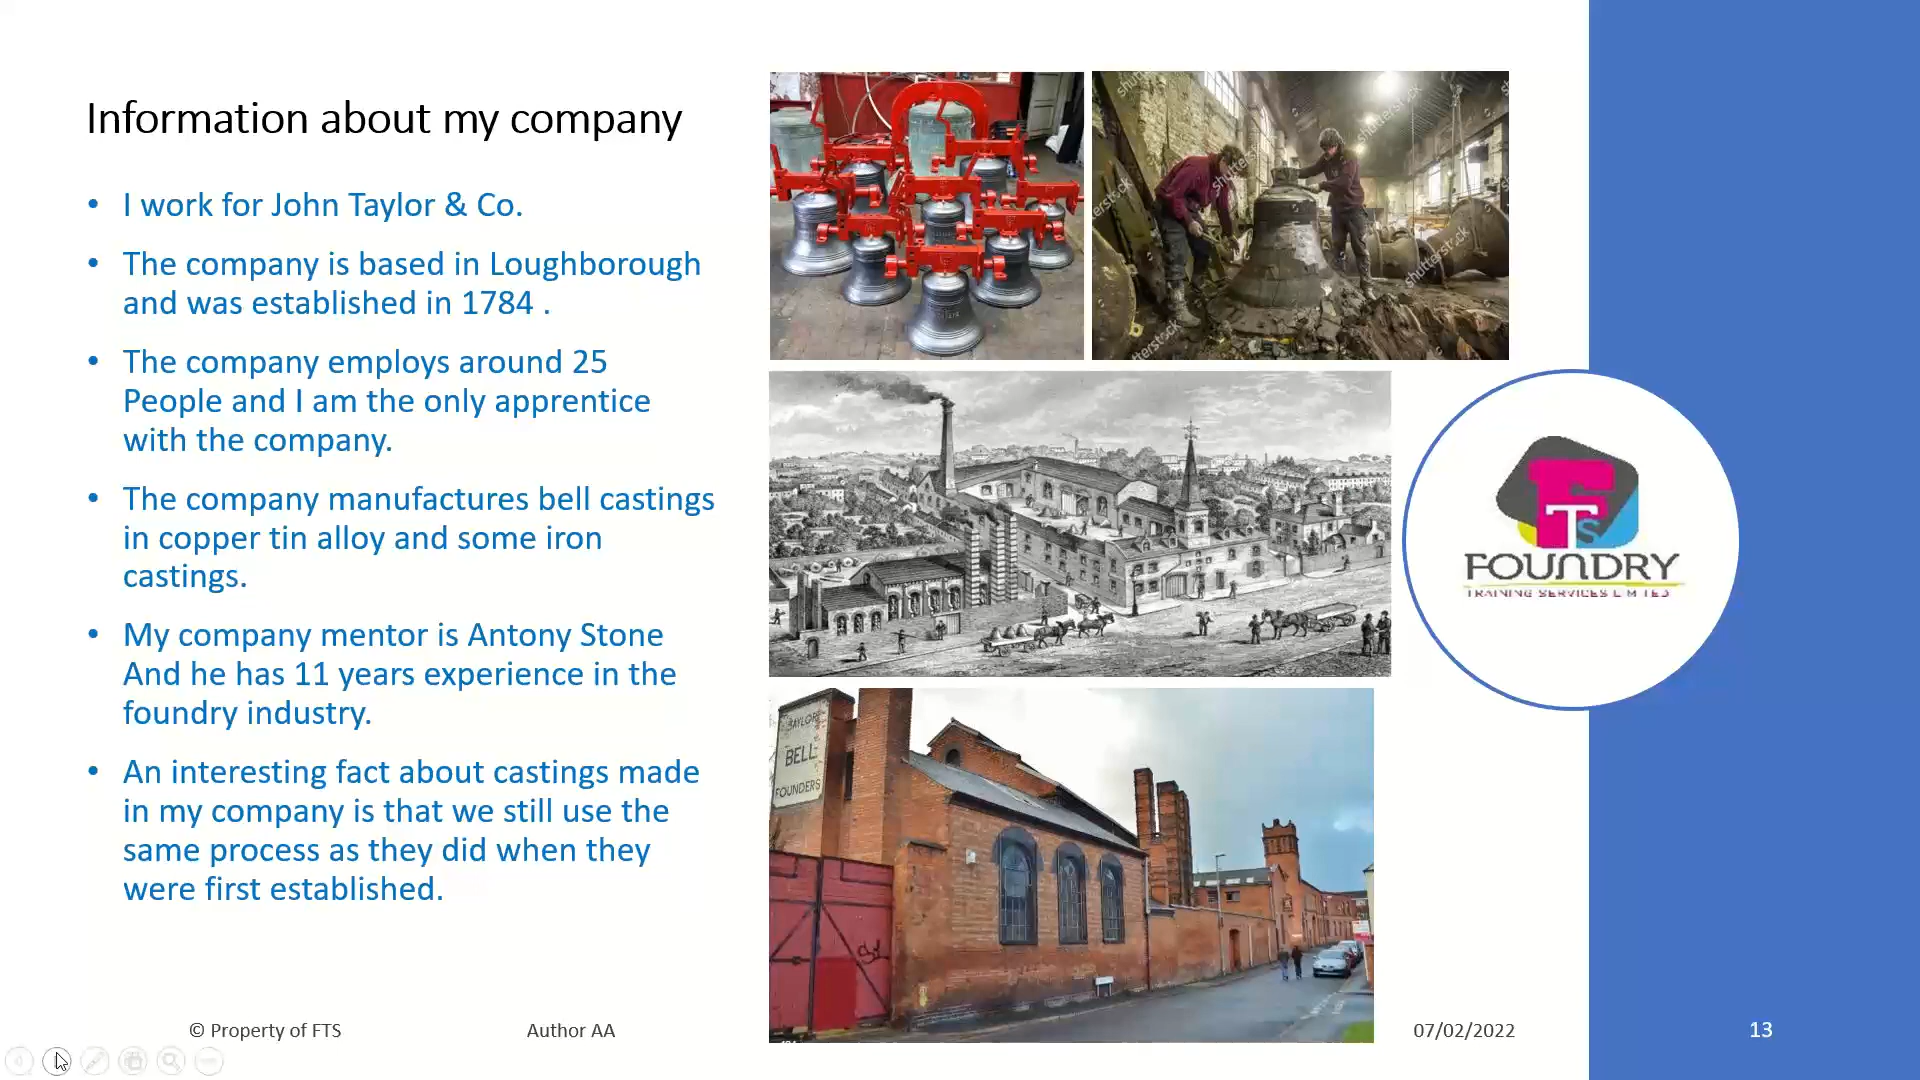 Information about my company
• I work for John Taylor & Co.
• The company is based in Loughborough
and was established in 1784 .
• The company employs around 25
People and I am the only apprentice
with the company.
• The company manufactures bell castings
in copper tin alloy and some iron
castings.
• My company mentor is Antony Stone
And he has 11 years experience in the
foundry industry.
• An interesting fact about castings made
in my company is that we still use the
same process as they did when they
were first established.
shutterstock
shutterstock
shutterstock
FTS
FOUNDRY
TRAINING SERVICES LIMITED
TAYLOR
BELL
FOUNDERS
© Property of FTS
Author AA
07/02/2022
13